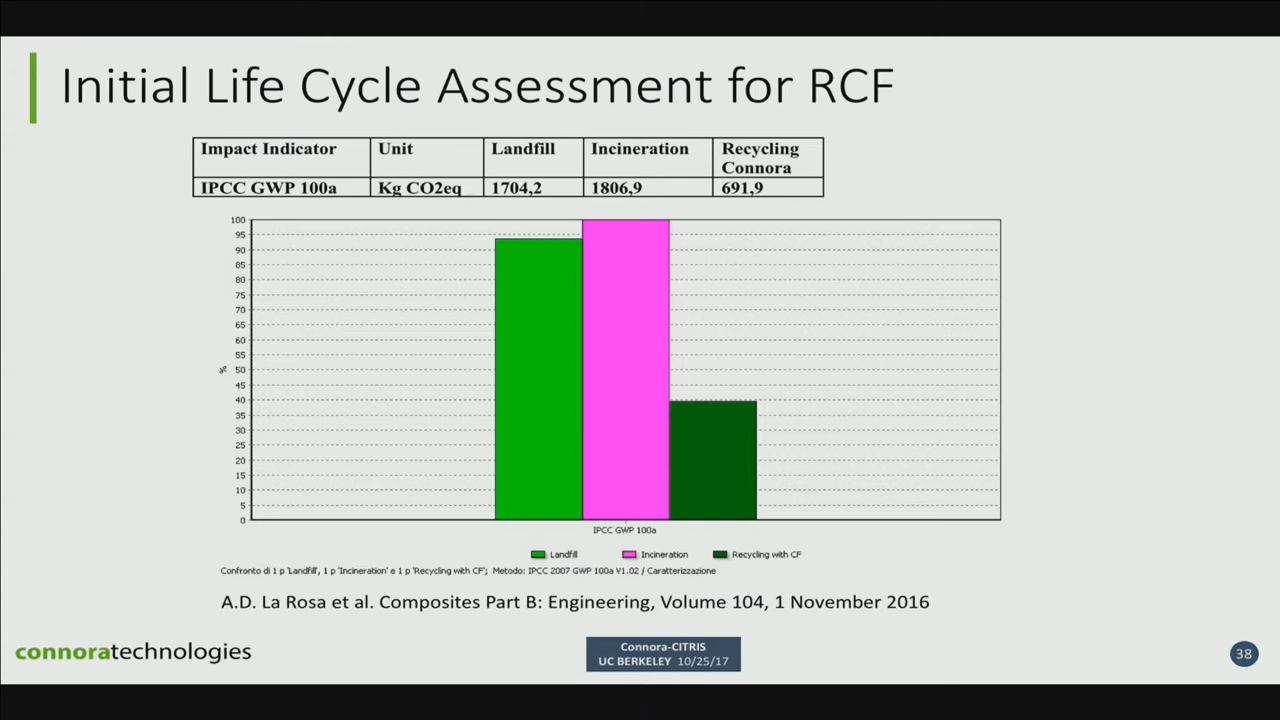 Initial Life Cycle Assessment for RCF
Impact Indicator Unit Landfill Incineration Recycling Connora
IPCC GWP 100a Kg CO2eq 1704,2 1806,9 691,9
100
95
90
85
80
75
70
65
60
55
50
45
40
35
30
25
20
15
10
5
0
%
IPCC GWP 100a
Landfill Incineration Recycling with CF
Confronto di 1 p 'Landfill', 1 p 'Incineration' e 1 p 'Recycling with CF'; Metodo: IPCC 2007 GWP 100a V1.02 / Caratterizzazione
A.D. La Rosa et al. Composites Part B: Engineering, Volume 104, 1 November 2016
connoratechnologies
Connora-CITRIS
UC BERKELEY 10/25/17
38